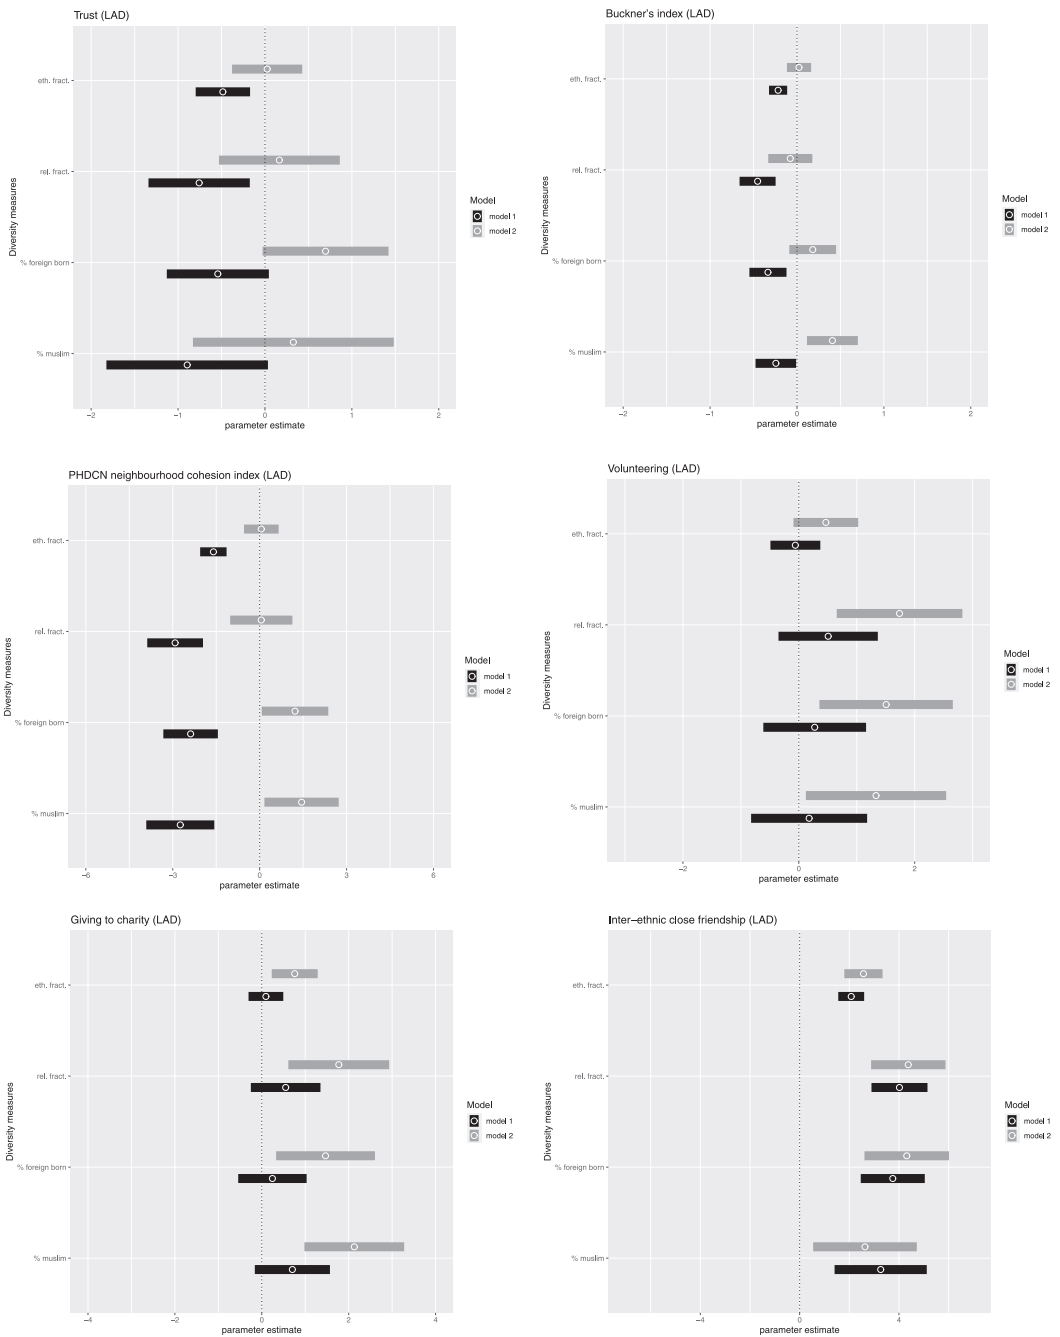 Trust (LAD)
Diversity measures
eth. fract.
rel. fract.
% foreign born
% muslim
−2 −1 0 1 2
parameter estimate
Model
model 1
model 2
Buckner's index (LAD)
Diversity measures
eth. fract.
rel. fract.
% foreign born
% muslim
−2 −1 0 1 2
parameter estimate
Model
model 1
model 2
PHDCN neighbourhood cohesion index (LAD)
Diversity measures
eth. fract.
rel. fract.
% foreign born
% muslim
−6 −3 0 3 6
parameter estimate
Model
model 1
model 2
Volunteering (LAD)
Diversity measures
eth. fract.
rel. fract.
% foreign born
% muslim
−2 0 2
parameter estimate
Model
model 1
model 2
Giving to charity (LAD)
Diversity measures
eth. fract.
rel. fract.
% foreign born
% muslim
−4 −2 0 2 4
parameter estimate
Model
model 1
model 2
Inter−ethnic close friendship (LAD)
Diversity measures
eth. fract.
rel. fract.
% foreign born
% muslim
−4 0 4
parameter estimate
Model
model 1
model 2